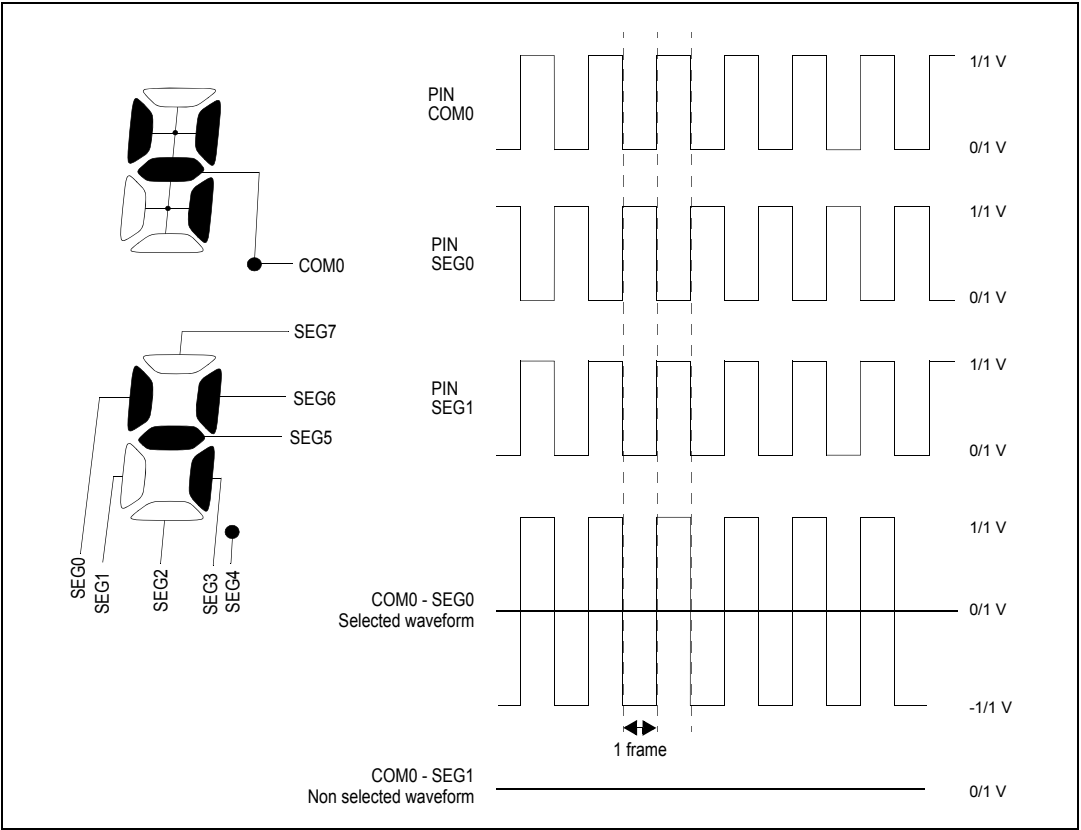 COM0
SEG7
SEG6
SEG5
SEG0
SEG1
SEG2
SEG3
SEG4
PIN
COM0
1/1 V
0/1 V
PIN
SEG0
1/1 V
0/1 V
PIN
SEG1
1/1 V
0/1 V
COM0 - SEG0
Selected waveform
1/1 V
0/1 V
-1/1 V
1 frame
COM0 - SEG1
Non selected waveform
0/1 V